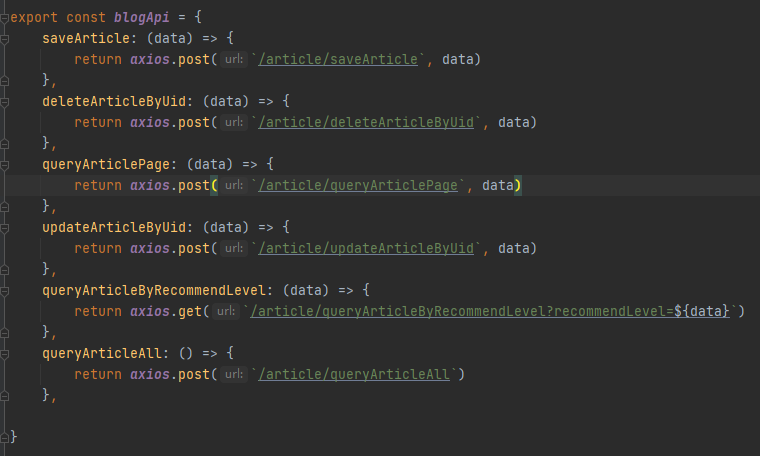 export const blogApi = {
    saveArticle: (data) => {
        return axios.post( url: `/article/saveArticle`, data)
    },
    deleteArticleByUid: (data) => {
        return axios.post( url: `/article/deleteArticleByUid`, data)
    },
    queryArticlePage: (data) => {
        return axios.post( url: `/article/queryArticlePage`, data)
    },
    updateArticleByUid: (data) => {
        return axios.post( url: `/article/updateArticleByUid`, data)
    },
    queryArticleByRecommendLevel: (data) => {
        return axios.get( url: `/article/queryArticleByRecommendLevel?recommendLevel=${data}`)
    },
    queryArticleAll: () => {
        return axios.post( url: `/article/queryArticleAll`)
    },
}